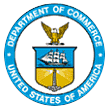 DEPARTMENT OF COMMERCE
UNITED STATES OF AMERICA